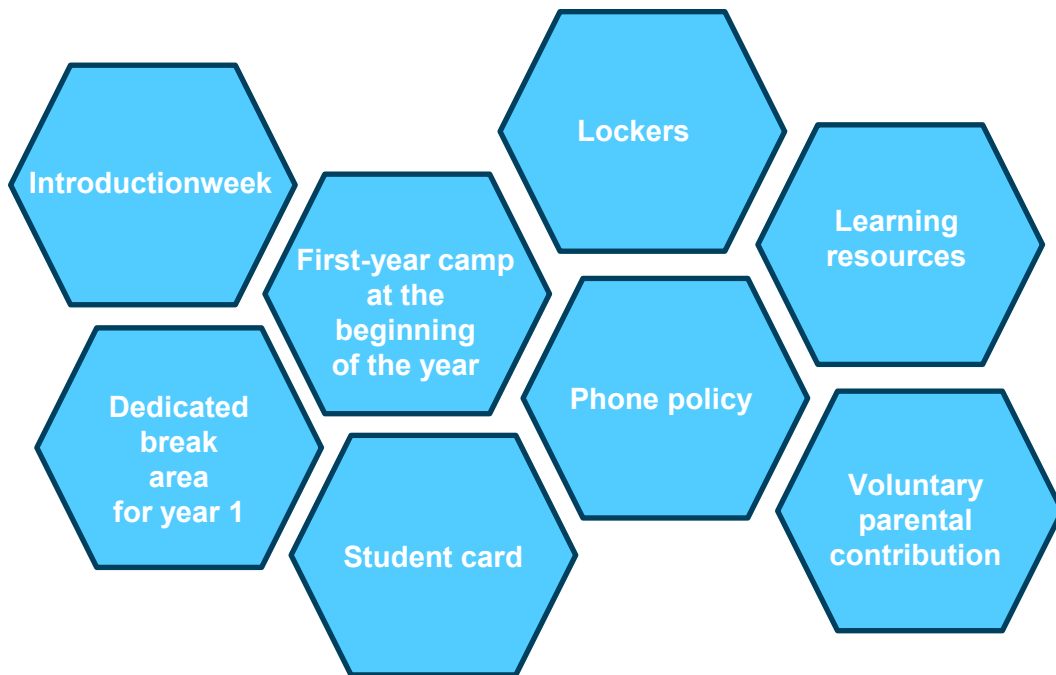 Introductionweek
First-year camp
at the
beginning
of the year
Lockers
Learning
resources
Dedicated
break
area
for year 1
Student card
Phone policy
Voluntary
parental
contribution